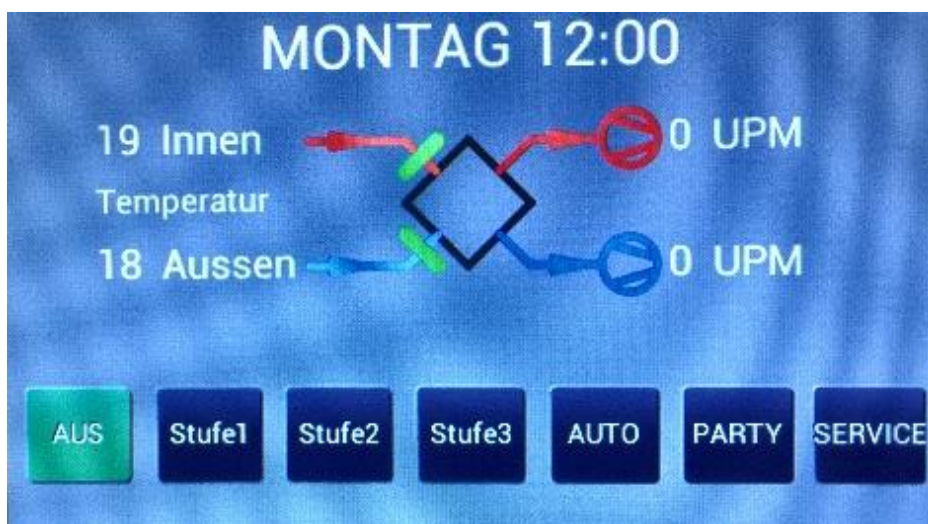 MONTAG 12:00
19 Innen
0 UPM
Temperatur
18 Aussen
0 UPM
AUS
Stufe1
Stufe2
Stufe3
AUTO
PARTY
SERVICE